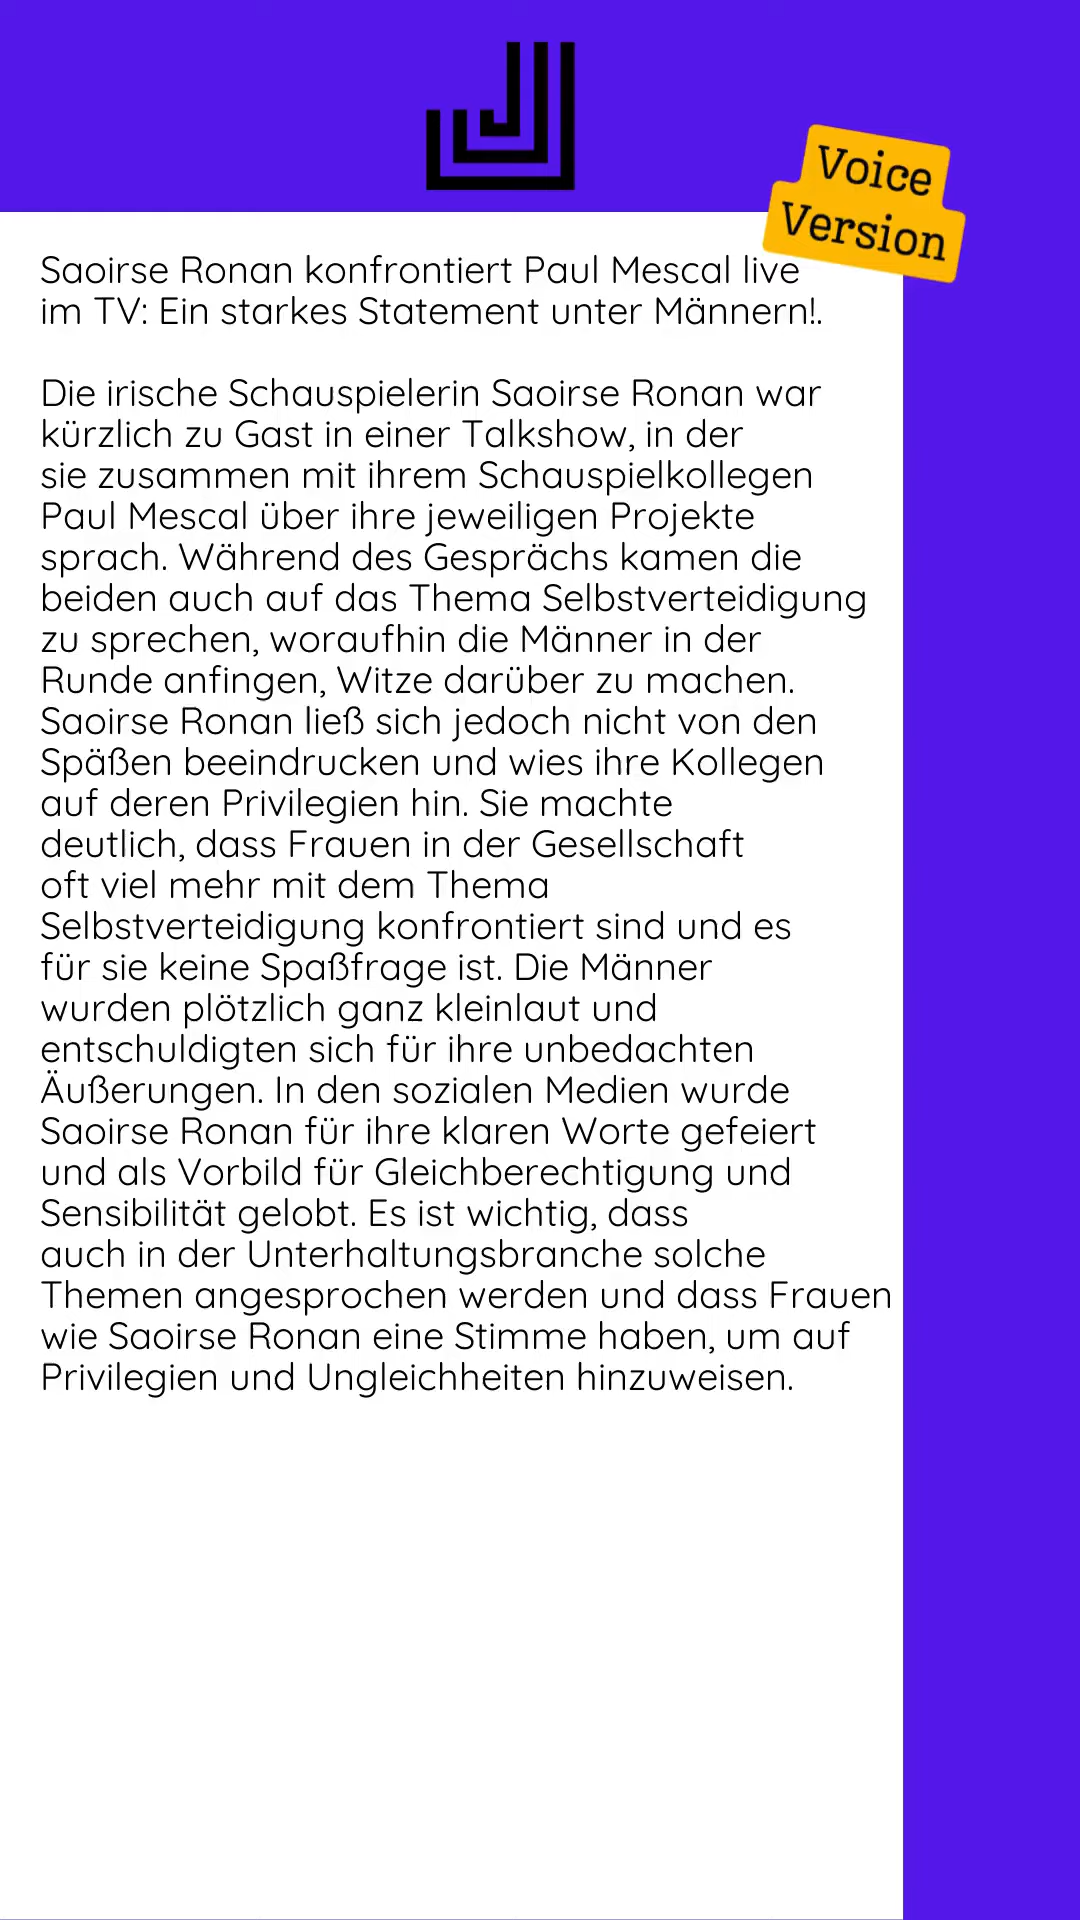 Voice
Version
Saoirse Ronan konfrontiert Paul Mescal live
im TV: Ein starkes Statement unter Männern!.
Die irische Schauspielerin Saoirse Ronan war
kürzlich zu Gast in einer Talkshow, in der
sie zusammen mit ihrem Schauspielkollegen
Paul Mescal über ihre jeweiligen Projekte
sprach. Während des Gesprächs kamen die
beiden auch auf das Thema Selbstverteidigung
zu sprechen, woraufhin die Männer in der
Runde anfingen, Witze darüber zu machen.
Saoirse Ronan ließ sich jedoch nicht von den
Späßen beeindrucken und wies ihre Kollegen
auf deren Privilegien hin. Sie machte
deutlich, dass Frauen in der Gesellschaft
oft viel mehr mit dem Thema
Selbstverteidigung konfrontiert sind und es
für sie keine Spaßfrage ist. Die Männer
wurden plötzlich ganz kleinlaut und
entschuldigten sich für ihre unbedachten
Äußerungen. In den sozialen Medien wurde
Saoirse Ronan für ihre klaren Worte gefeiert
und als Vorbild für Gleichberechtigung und
Sensibilität gelobt. Es ist wichtig, dass
auch in der Unterhaltungsbranche solche
Themen angesprochen werden und dass Frauen
wie Saoirse Ronan eine Stimme haben, um auf
Privilegien und Ungleichheiten hinzuweisen.